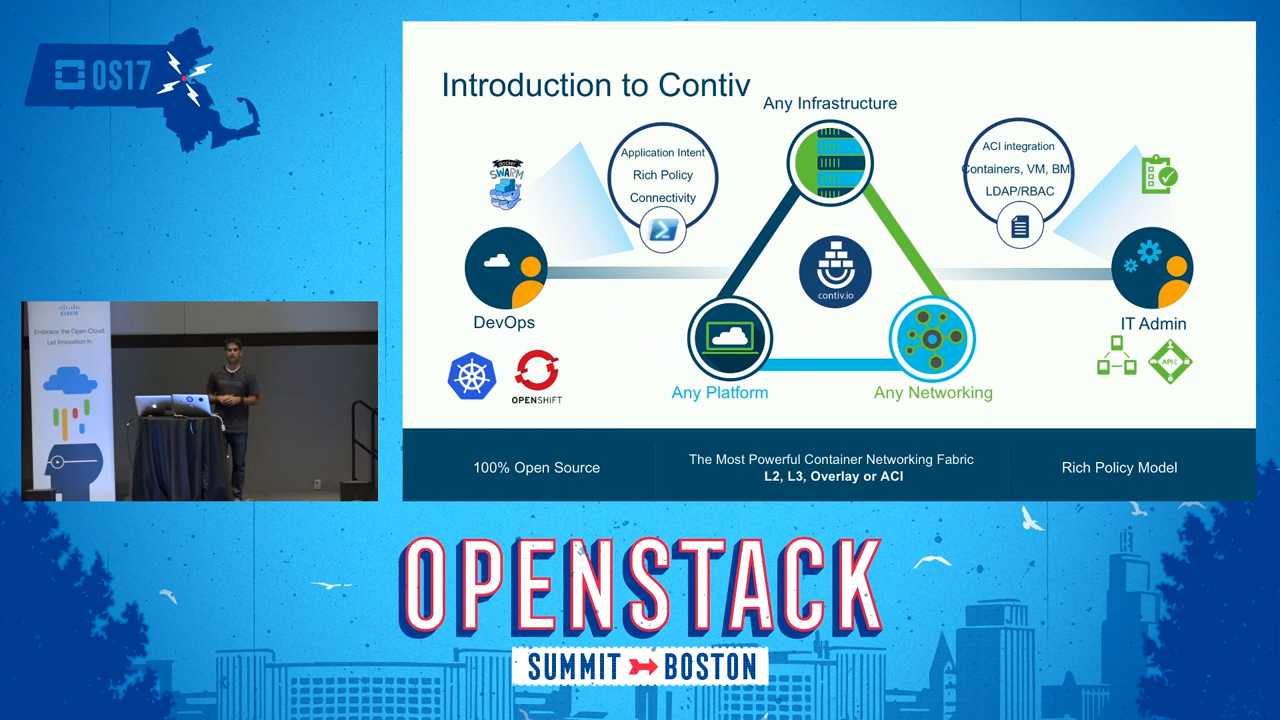 OS17
Introduction to Contiv
Any Infrastructure
docker
SWARM
Application Intent
Rich Policy
Connectivity
ACI integration
Containers, VM, BM
LDAP/RBAC
contiv.io
DevOps
IT Admin
OPENSHIFT
APIC
Any Platform
Any Networking
100% Open Source
The Most Powerful Container Networking Fabric
L2, L3, Overlay or ACI
Rich Policy Model
CISCO
Embrace the Open Cloud.
Let Innovation In.
OPENSTACK
SUMMIT BOSTON